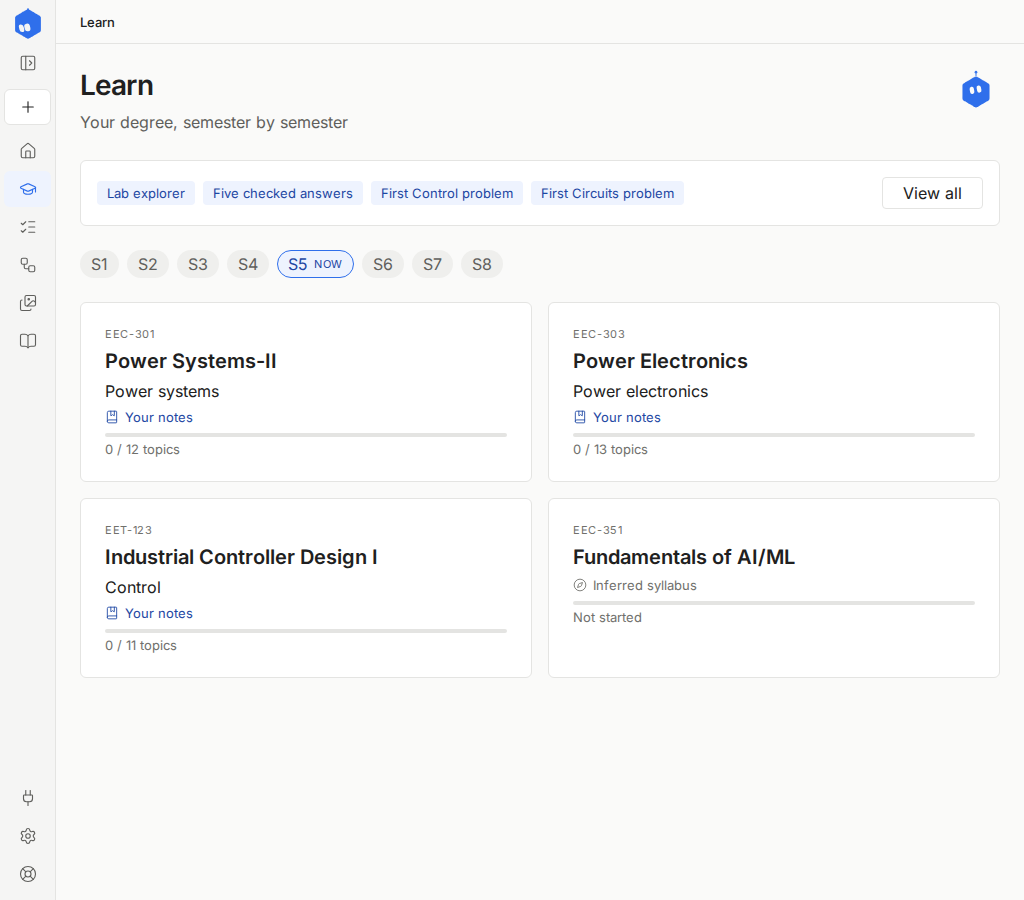 Learn
Learn
Your degree, semester by semester
Lab explorer Five checked answers First Control problem First Circuits problem View all
S1 S2 S3 S4 S5 NOW S6 S7 S8
EEC-301
Power Systems-II
Power systems
Your notes
0 / 12 topics
EEC-303
Power Electronics
Power electronics
Your notes
0 / 13 topics
EET-123
Industrial Controller Design I
Control
Your notes
0 / 11 topics
EEC-351
Fundamentals of AI/ML
Inferred syllabus
Not started